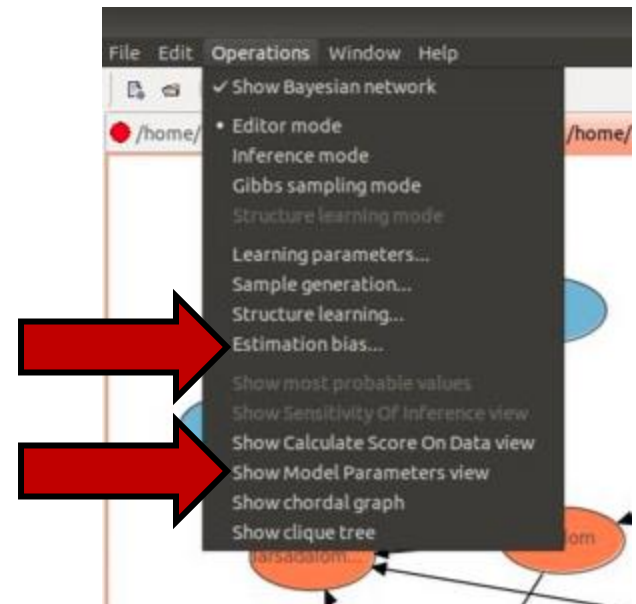 File Edit Operations Window Help
✓ Show Bayesian network
/home/
• Editor mode
/home/
Inference mode
Gibbs sampling mode
Structure learning mode
Learning parameters...
Sample generation...
Structure learning...
Estimation bias...
Show most probable values
Show Sensitivity Of Inference view
Show Calculate Score On Data view
Show Model Parameters view
Show chordal graph
Show clique tree
lom